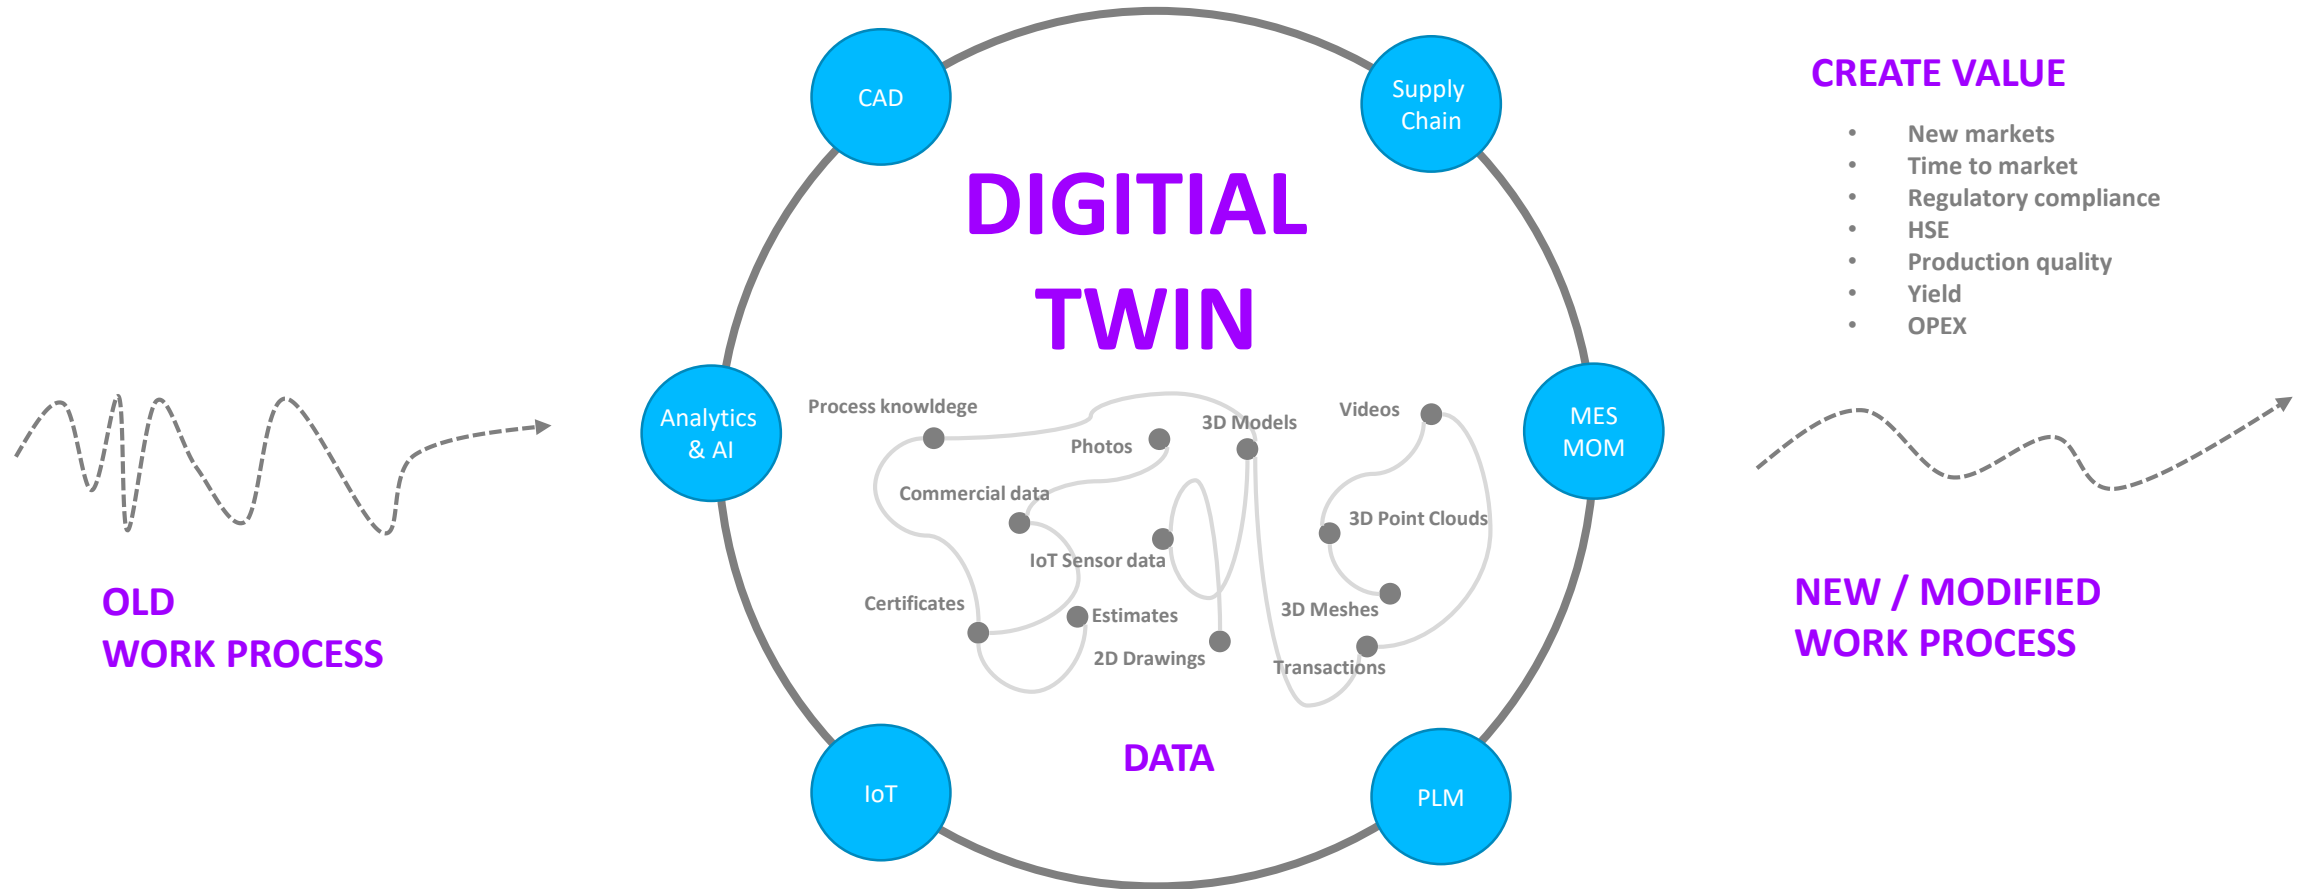 CAD
Supply
Chain
DIGITIAL
TWIN
Analytics
& AI
MES
MOM
Process knowldege
Photos
3D Models
Videos
Commercial data
3D Point Clouds
IoT Sensor data
Certificates
Estimates
3D Meshes
2D Drawings
Transactions
DATA
IoT
PLM
OLD
WORK PROCESS
CREATE VALUE
• New markets
• Time to market
• Regulatory compliance
• HSE
• Production quality
• Yield
• OPEX
NEW / MODIFIED
WORK PROCESS